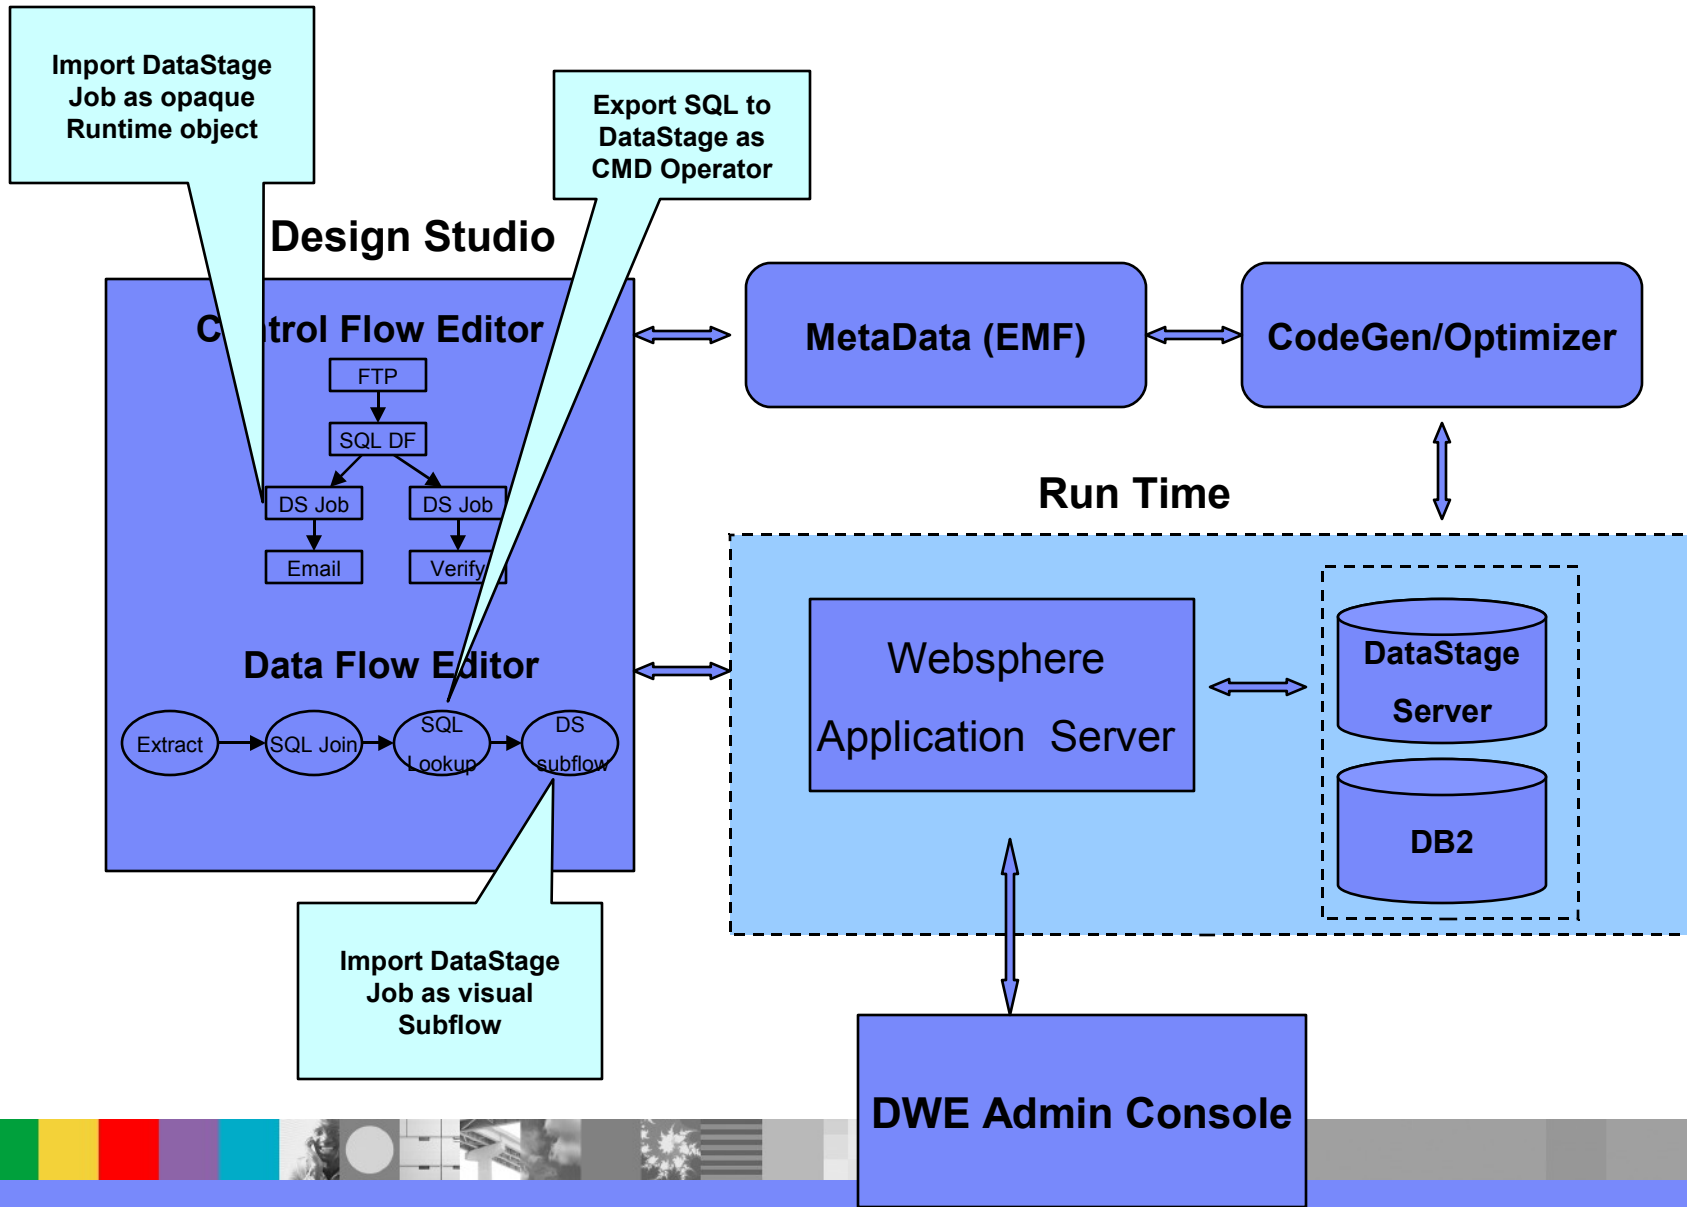 Import DataStage
Job as opaque
Runtime object
Export SQL to
DataStage as
CMD Operator
Design Studio
Control Flow Editor
FTP
SQL DF
DS Job
DS Job
Email
Verify
Data Flow Editor
Extract
SQL Join
SQL
Lookup
DS
subflow
Import DataStage
Job as visual
Subflow
MetaData (EMF)
CodeGen/Optimizer
Run Time
Websphere
Application Server
DataStage
Server
DB2
DWE Admin Console